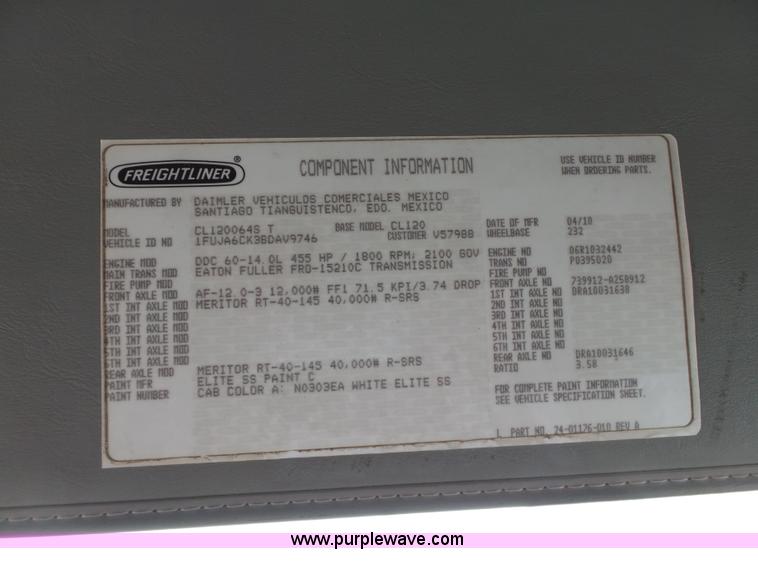 FREIGHTLINER®
COMPONENT INFORMATION
USE VEHICLE ID NUMBER
WHEN ORDERING PARTS.
MANUFACTURED BY DAIMLER VEHICULOS COMERCIALES MEXICO
SANTIAGO TIANGUISTENCO, EDO. MEXICO
MODEL CL120064S T BASE MODEL CL120 DATE OF MFR 04/10
VEHICLE ID NO 1FUJA6CK3BDAV9746 CUSTOMER V579BB WHEELBASE 232
ENGINE MOD DDC 60-14.0L 455 HP / 1800 RPM; 2100 GOV ENGINE NO 06R1032442
MAIN TRANS MOD EATON FULLER FRO-15210C TRANSMISSION TRANS NO P0395020
FIRE PUMP MOD FIRE PUMP NO
FRONT AXLE MOD AF-12.0-3 12,000# FF1 71.5 KPI/3.74 DROP FRONT AXLE NO 739912-A250912
1ST INT AXLE MOD MERITOR RT-40-145 40,000# R-SRS 1ST INT AXLE NO DRA10031638
2ND INT AXLE MOD 2ND INT AXLE NO
3RD INT AXLE MOD 3RD INT AXLE NO
4TH INT AXLE MOD 4TH INT AXLE NO
5TH INT AXLE MOD 5TH INT AXLE NO
6TH INT AXLE MOD 6TH INT AXLE NO
REAR AXLE MOD MERITOR RT-40-145 40,000# R-SRS REAR AXLE NO DRA10031646
PAINT MFR ELITE SS PAINT C RATIO 3.58
PAINT NUMBER CAB COLOR A: N0303EA WHITE ELITE SS
FOR COMPLETE PAINT INFORMATION
SEE VEHICLE SPECIFICATION SHEET.
PART NO. 24-01126-010 REV A
www.purplewave.com